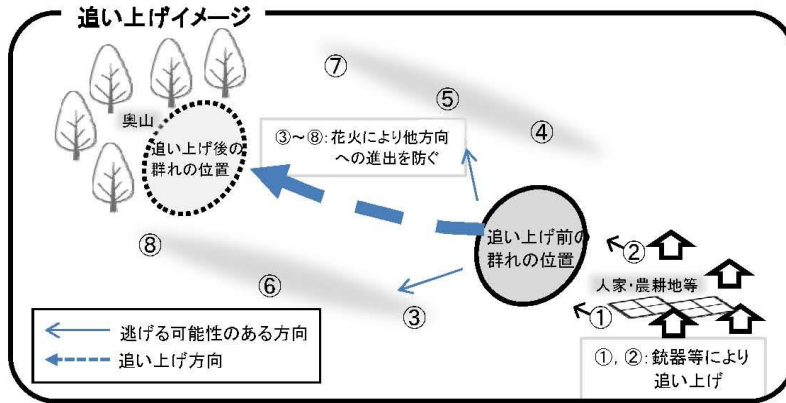 追い上げイメージ
⑦
⑤
④
奥山
追い上げ後の
群れの位置
③～⑧：花火により他方向
への進出を防ぐ
追い上げ前の
群れの位置
②
人家・農耕地等
①
⑧
⑥
③
逃げる可能性のある方向
追い上げ方向
①，②：銃器等により
追い上げ